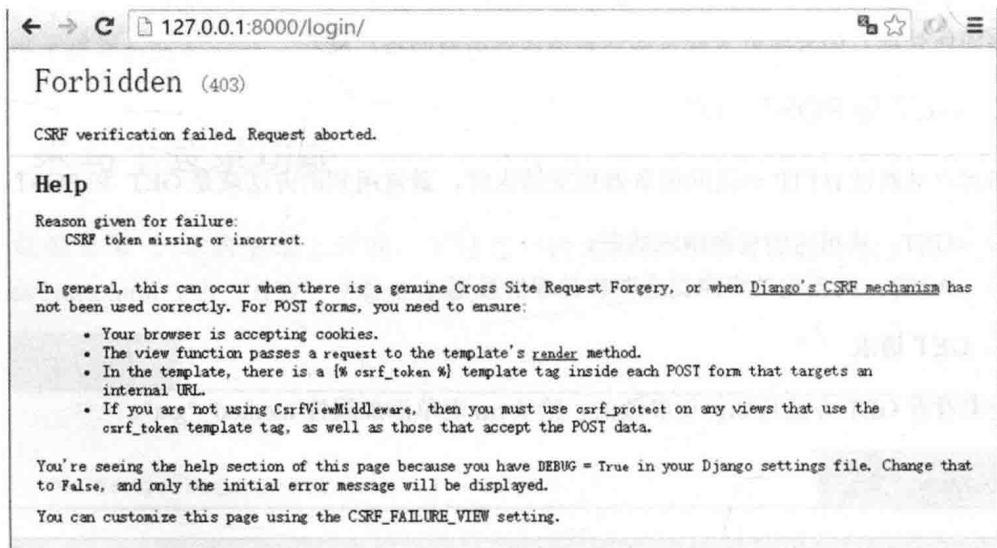 127.0.0.1:8000/login/
Forbidden (403)
CSRF verification failed. Request aborted.
Help
Reason given for failure:
CSRF token missing or incorrect.
In general, this can occur when there is a genuine Cross Site Request Forgery, or when Django's CSRF mechanism has
not been used correctly. For POST forms, you need to ensure:
• Your browser is accepting cookies.
• The view function passes a request to the template's render method.
• In the template, there is a {% csrf_token %} template tag inside each POST form that targets an
internal URL.
• If you are not using CsrfViewMiddleware, then you must use csrf_protect on any views that use the
csrf_token template tag, as well as those that accept the POST data.
You're seeing the help section of this page because you have DEBUG = True in your Django settings file. Change that
to False, and only the initial error message will be displayed.
You can customize this page using the CSRF_FAILURE_VIEW setting.